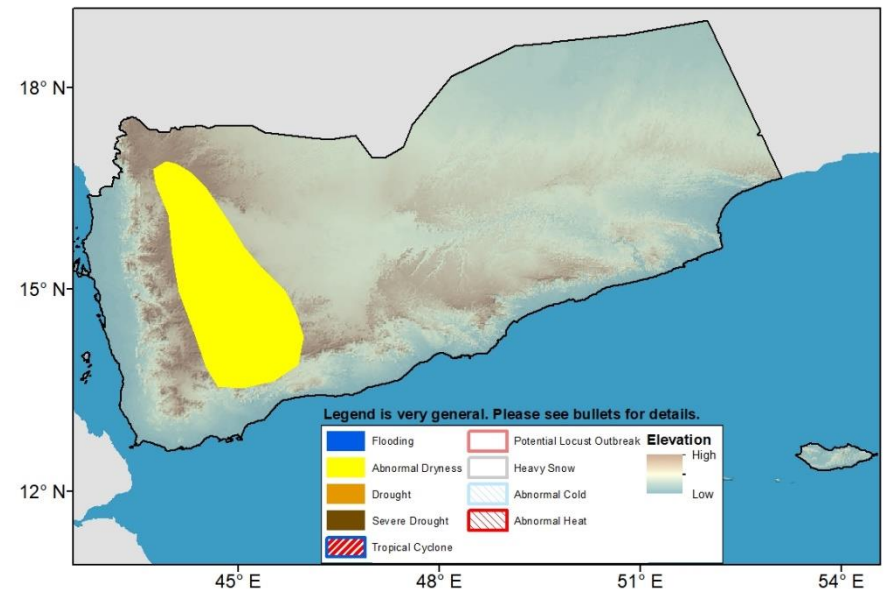 18° N
15° N
12° N
Legend is very general. Please see bullets for details.
Flooding
Abnormal Dryness
Drought
Severe Drought
Tropical Cyclone
Potential Locust Outbreak
Heavy Snow
Abnormal Cold
Abnormal Heat
Elevation
High
Low
45° E 48° E 51° E 54° E